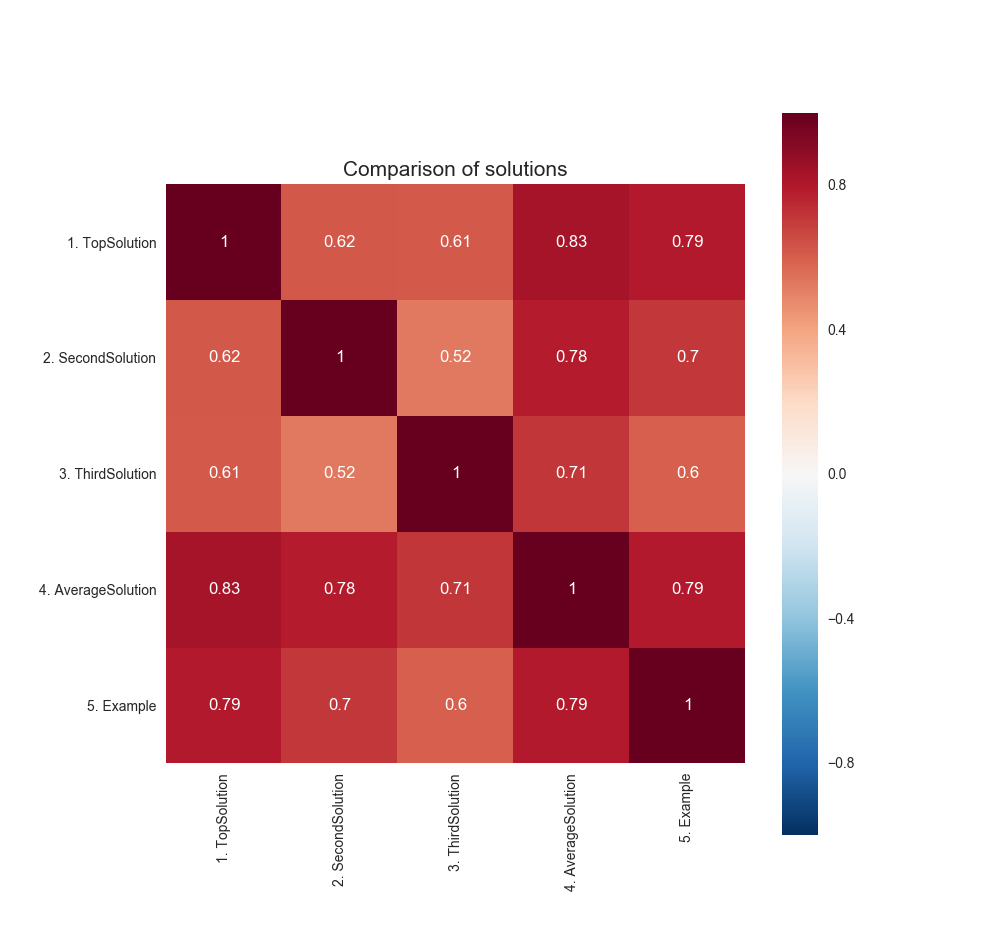 Comparison of solutions
1. TopSolution 1 0.62 0.61 0.83 0.79
2. SecondSolution 0.62 1 0.52 0.78 0.7
3. ThirdSolution 0.61 0.52 1 0.71 0.6
4. AverageSolution 0.83 0.78 0.71 1 0.79
5. Example 0.79 0.7 0.6 0.79 1
1. TopSolution
2. SecondSolution
3. ThirdSolution
4. AverageSolution
5. Example
0.8
0.4
0.0
−0.4
−0.8